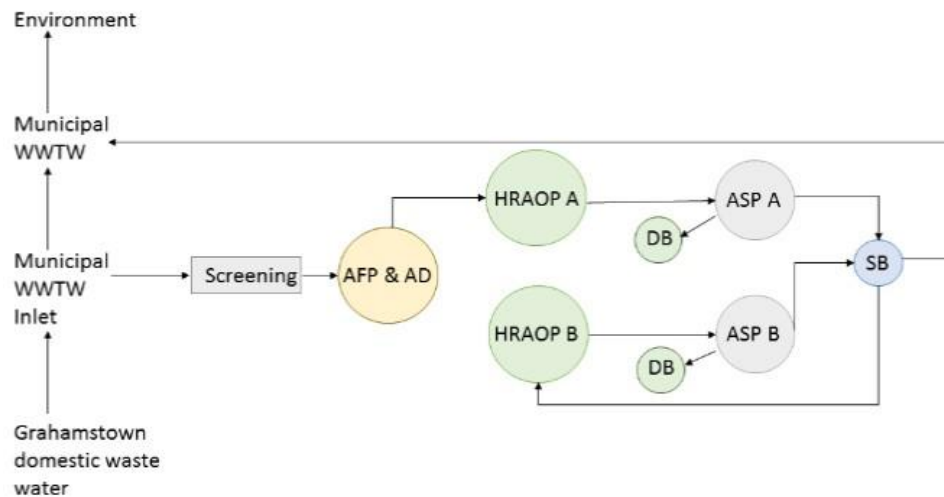 Environment
Municipal
WWTW
HRAOP A
ASP A
DB
Municipal
WWTW
Inlet
Screening
AFP & AD
SB
HRAOP B
ASP B
DB
Grahamstown
domestic waste
water